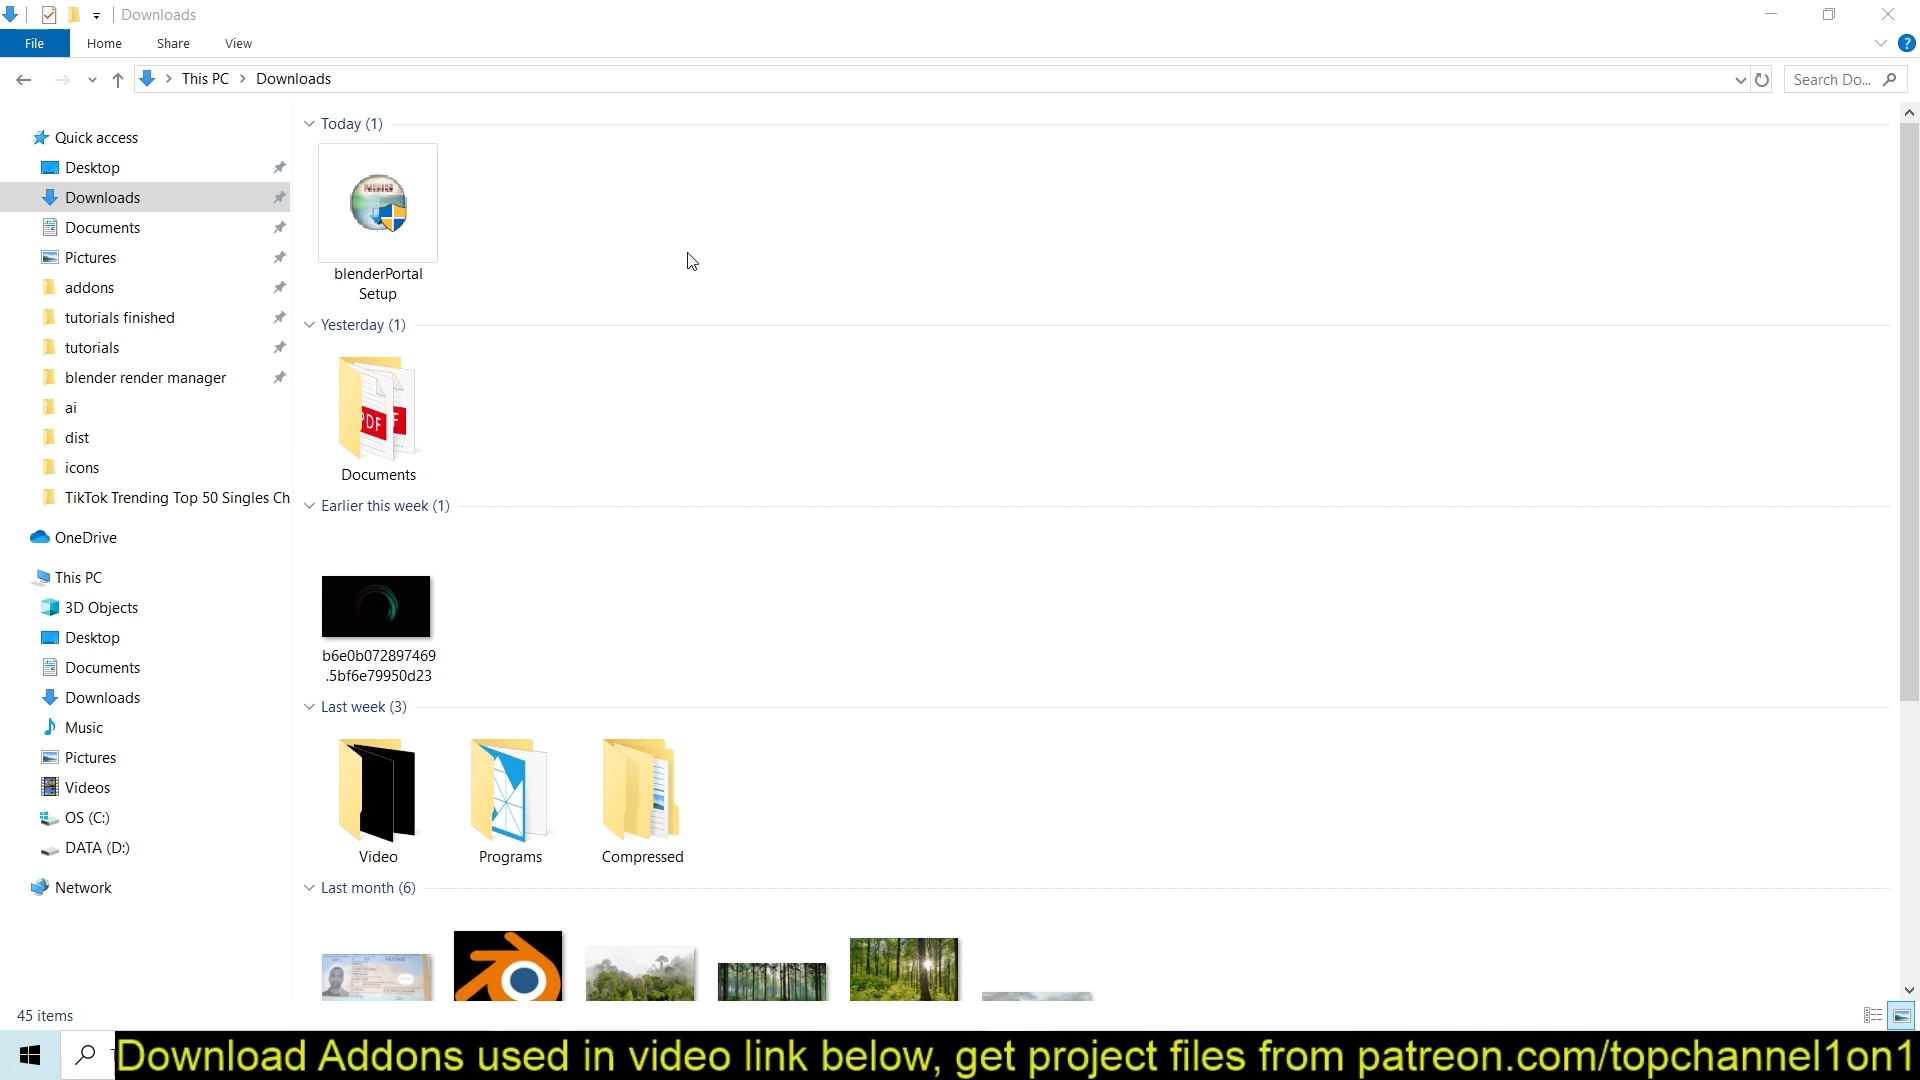 Downloads
File Home Share View
This PC > Downloads
Search Do...
Quick access
Desktop
Downloads
Documents
Pictures
addons
tutorials finished
tutorials
blender render manager
ai
dist
icons
TikTok Trending Top 50 Singles Ch
OneDrive
This PC
3D Objects
Desktop
Documents
Downloads
Music
Pictures
Videos
OS (C:)
DATA (D:)
Network
Today (1)
NSIS
blenderPortal
Setup
Yesterday (1)
PDF
F
Documents
Earlier this week (1)
b6e0b072897469
.5bf6e79950d23
Last week (3)
Video
Programs
Compressed
Last month (6)
45 items
Download Addons used in video link below, get project files from patreon.com/topchannel1on1